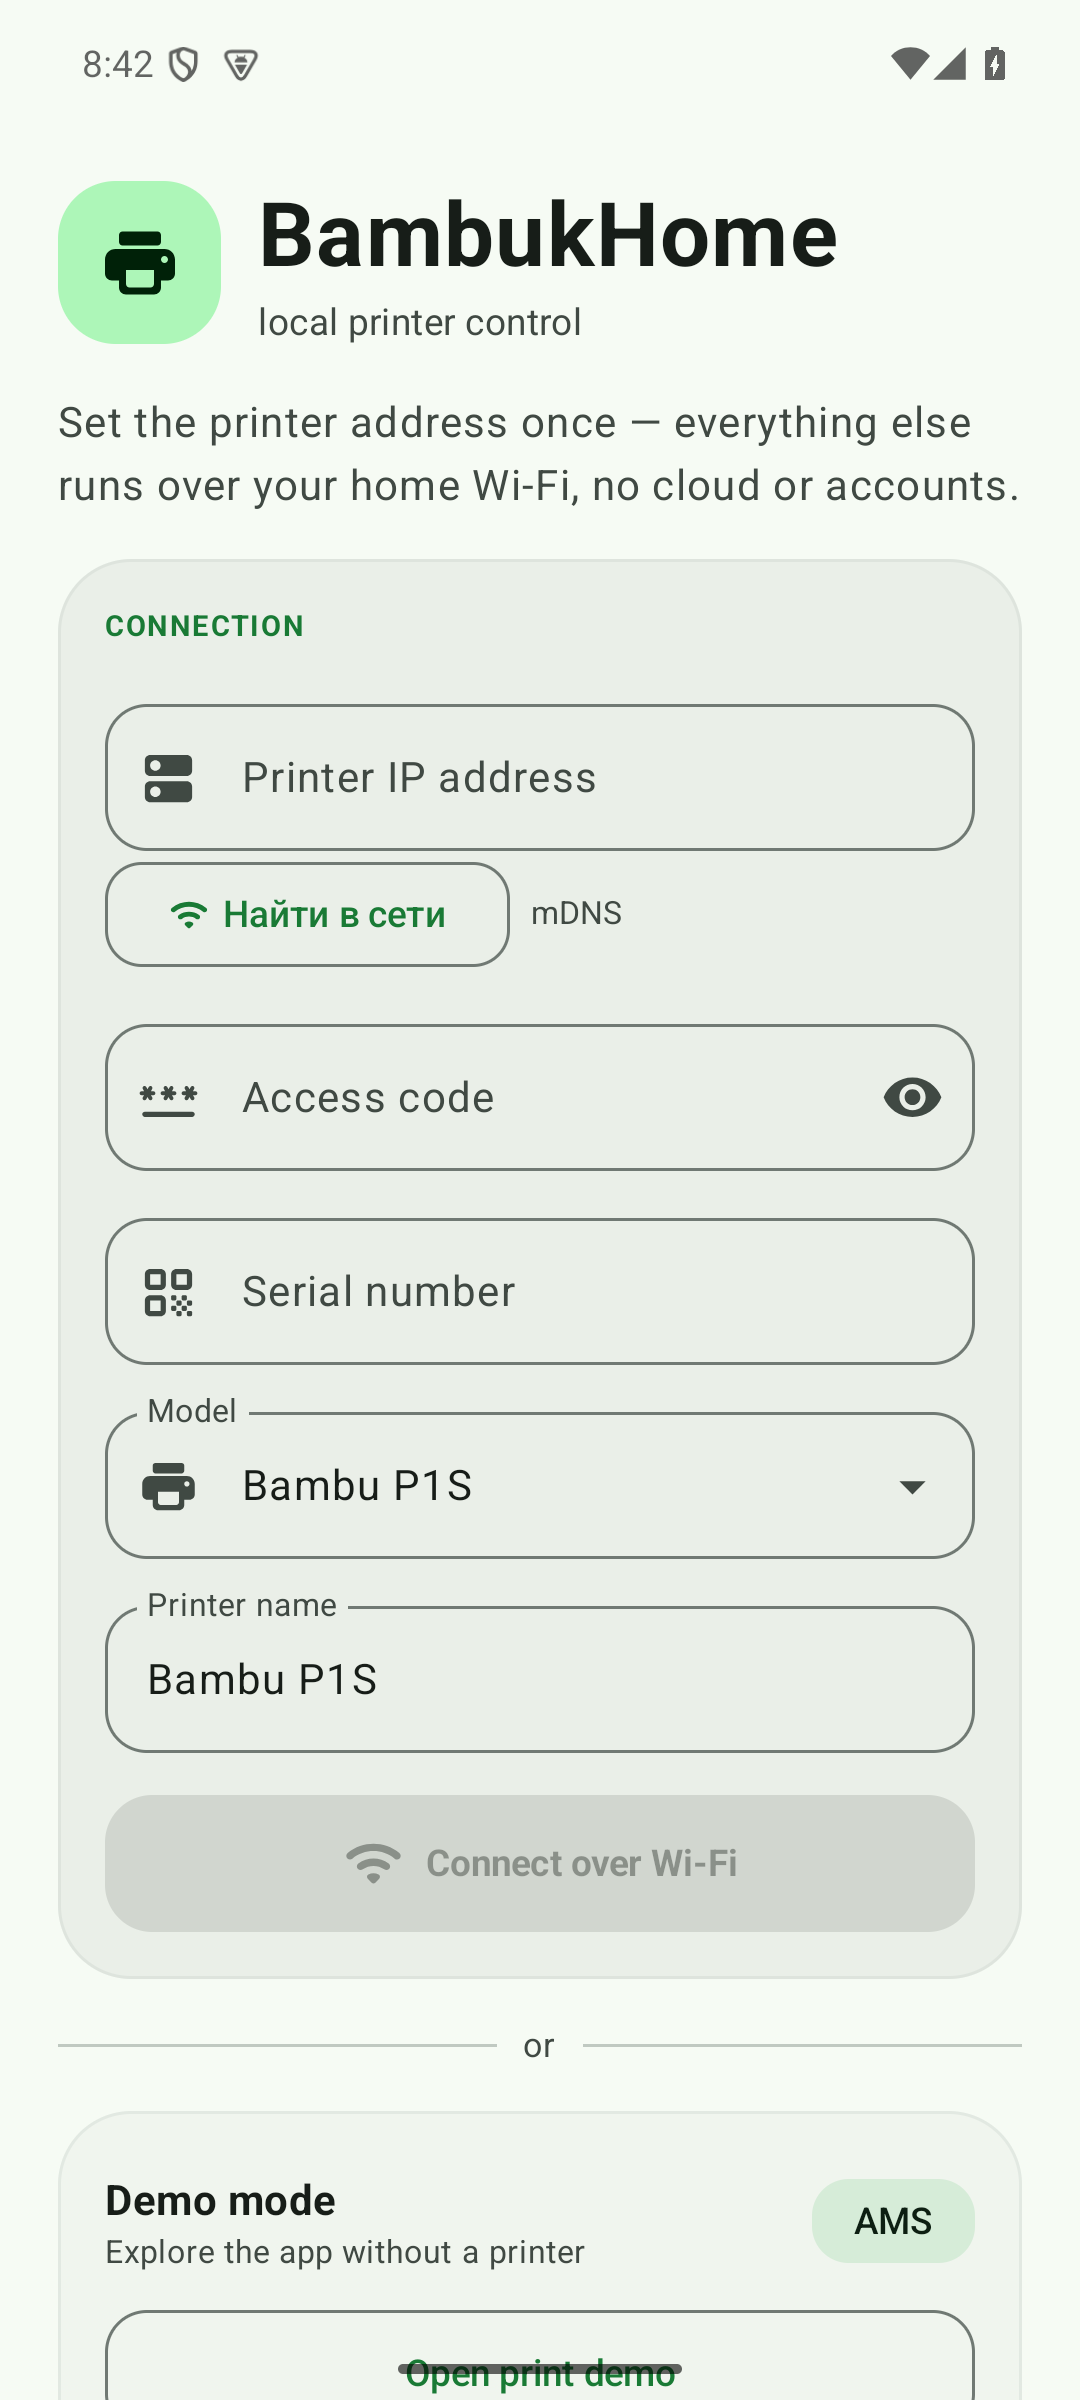 8:42
BambukHome
local printer control
Set the printer address once — everything else
runs over your home Wi-Fi, no cloud or accounts.
CONNECTION
Printer IP address
Найти в сети
mDNS
Access code
Serial number
Model
Bambu P1S
Printer name
Bambu P1S
Connect over Wi-Fi
or
Demo mode
AMS
Explore the app without a printer
Open print demo